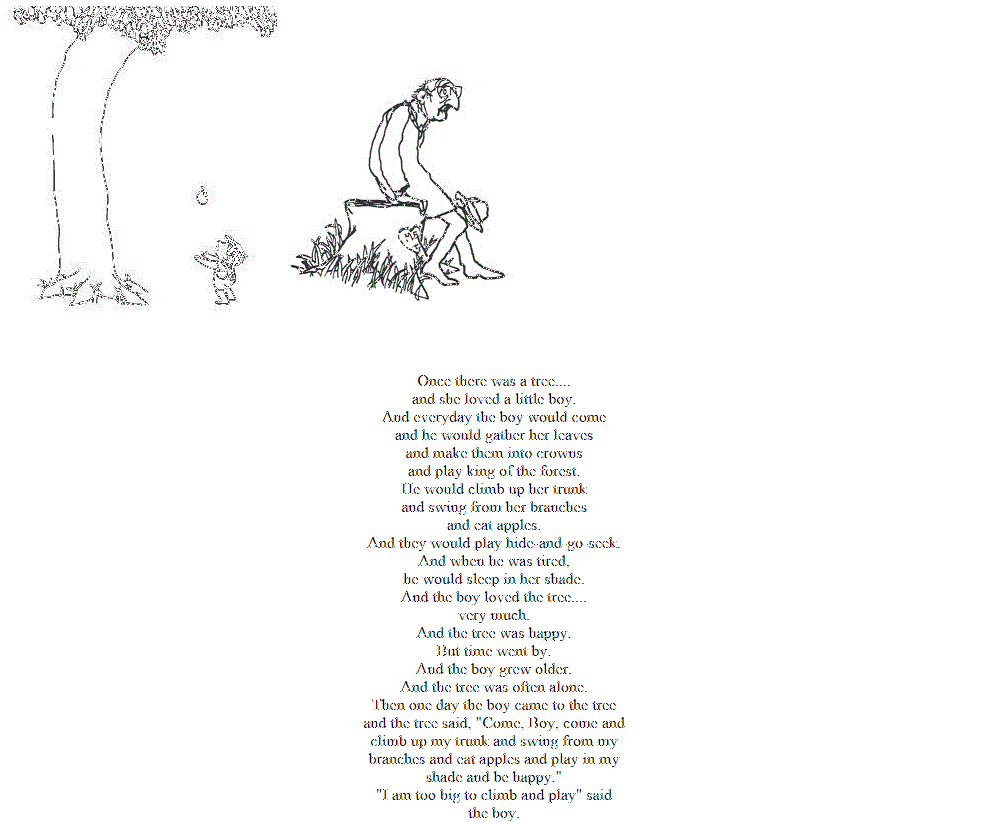 Once there was a tree....
and she loved a little boy.
And everyday the boy would come
and he would gather her leaves
and make them into crowns
and play king of the forest.
He would climb up her trunk
and swing from her branches
and eat apples.
And they would play hide-and-go-seek.
And when he was tired,
he would sleep in her shade.
And the boy loved the tree....
very much.
And the tree was happy.
But time went by.
And the boy grew older.
And the tree was often alone.
Then one day the boy came to the tree
and the tree said, "Come, Boy, come and
climb up my trunk and swing from my
branches and eat apples and play in my
shade and be happy."
"I am too big to climb and play" said
the boy.